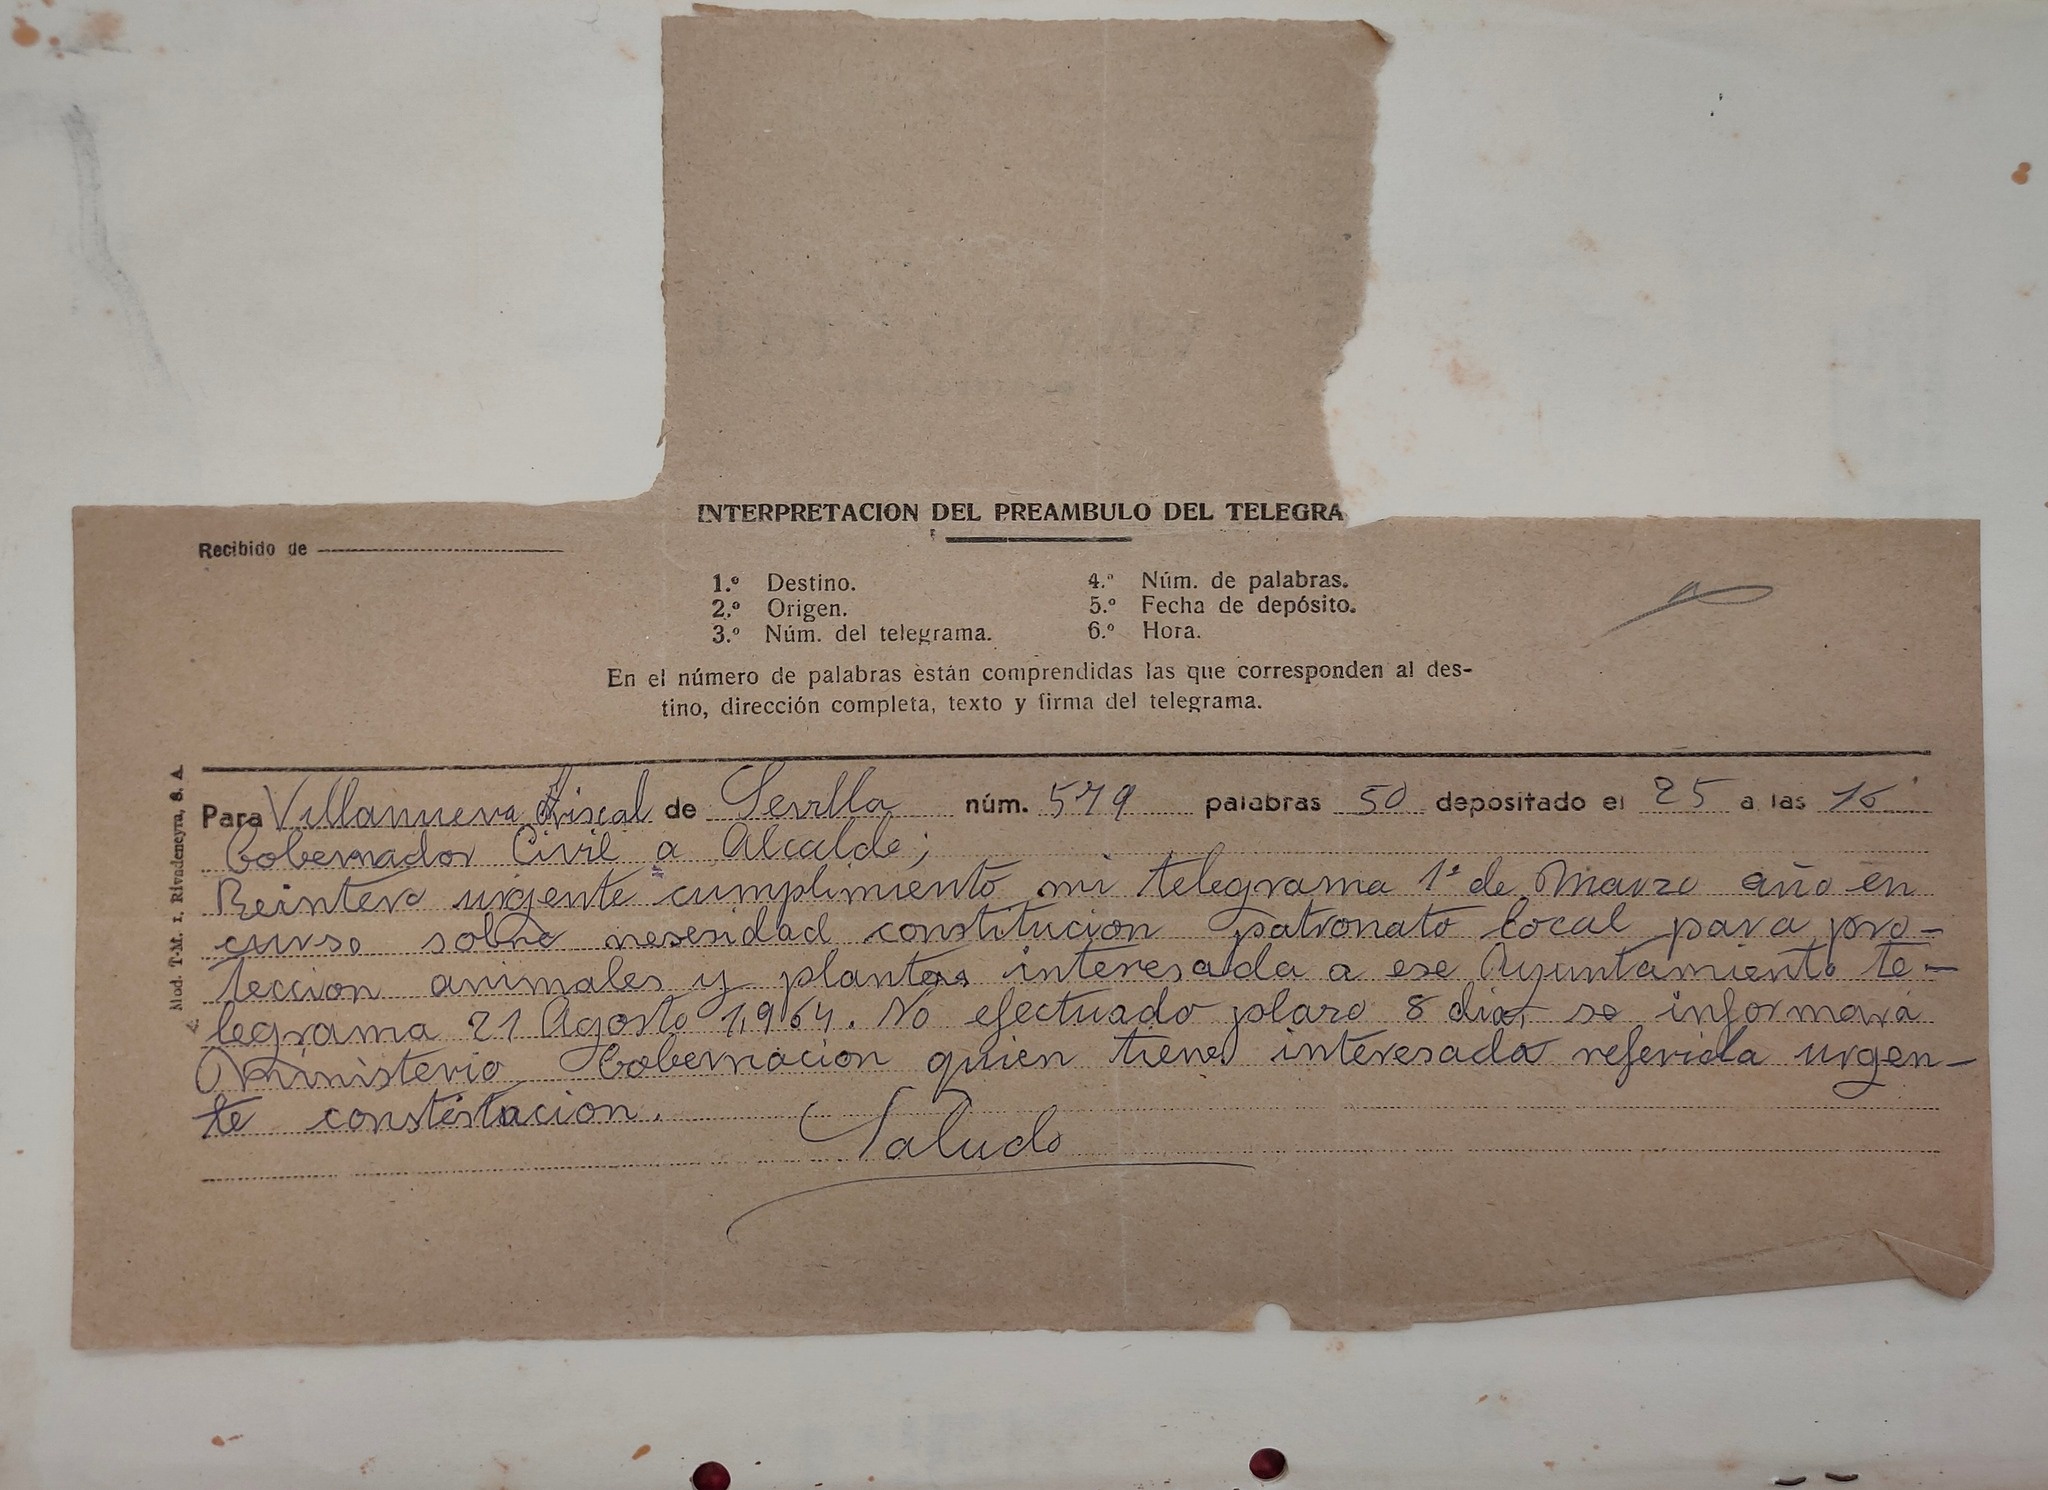 INTERPRETACION DEL PREAMBULO DEL TELEGRA
Recibido de
1.º Destino.
2.º Origen.
3.º Núm. del telegrama.
4.º Núm. de palabras.
5.º Fecha de depósito.
6.º Hora.
En el número de palabras están comprendidas las que corresponden al des-
tino, dirección completa, texto y firma del telegrama.
Mod. T-M. 1, Rivadeneyra, S. A.
Para Villanueva Ariscal de Sevilla núm. 579 palabras 50 depositado el 25 a las 16
Gobernador Civil a Alcalde;
Reintero urgente cumplimiento mi telegrama 1º de Marzo año en
curso sobre nesesidad constitucion patronato local para pro-
teccion animales y plantas interesada a ese Ayuntamiento te-
legrama 21 Agosto 1,964. No efectuado plazo 8 dias se informará
Ministerio Gobernacion quien tiene interesada referida urgen-
te constestacion.
Saludo